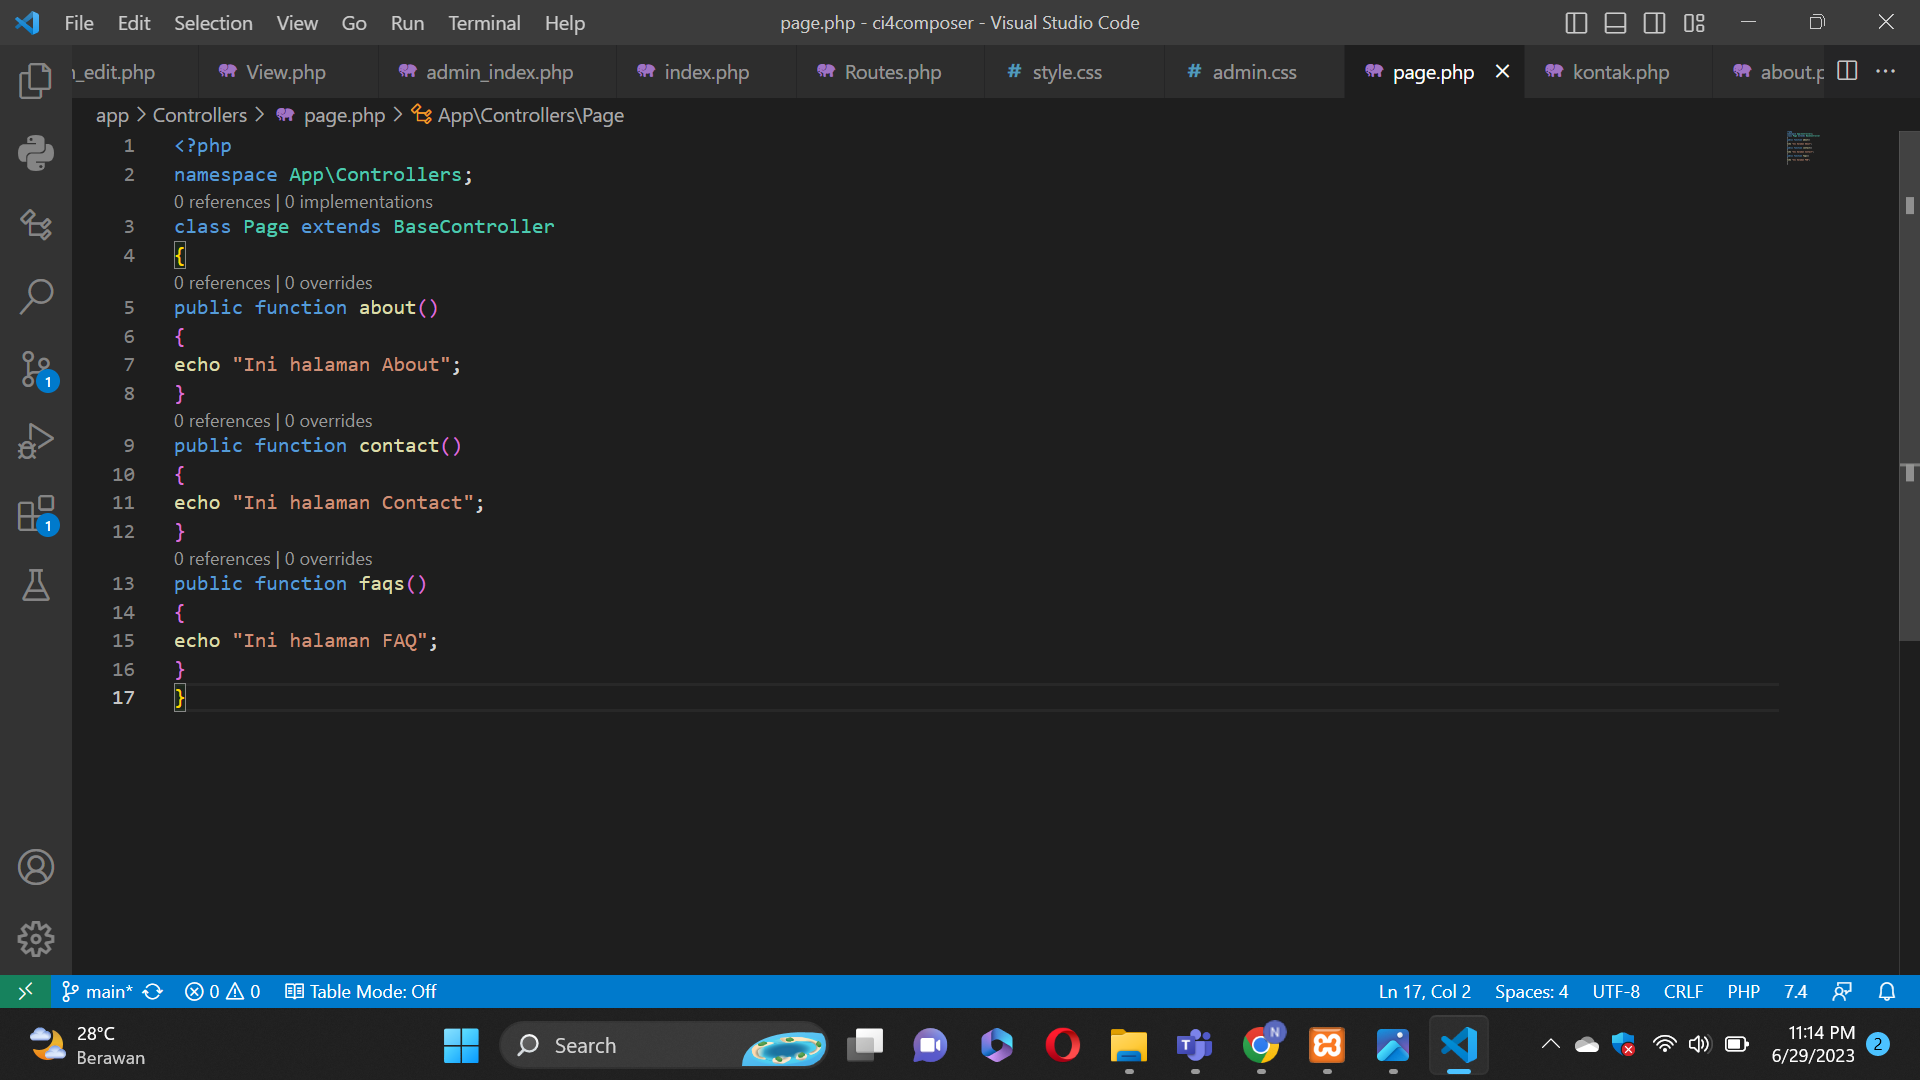 File Edit Selection View Go Run Terminal Help page.php - ci4composer - Visual Studio Code
_edit.php View.php admin_index.php index.php Routes.php # style.css # admin.css page.php kontak.php about.p
app > Controllers > page.php > App\Controllers\Page
1 <?php
2 namespace App\Controllers;
0 references | 0 implementations
3 class Page extends BaseController
4 {
0 references | 0 overrides
5 public function about()
6 {
7 echo "Ini halaman About";
8 }
0 references | 0 overrides
9 public function contact()
10 {
11 echo "Ini halaman Contact";
12 }
0 references | 0 overrides
13 public function faqs()
14 {
15 echo "Ini halaman FAQ";
16 }
17 }
1
1
main* 0 0 Table Mode: Off Ln 17, Col 2 Spaces: 4 UTF-8 CRLF PHP 7.4
28°C
Berawan
Search
N
11:14 PM
6/29/2023
2